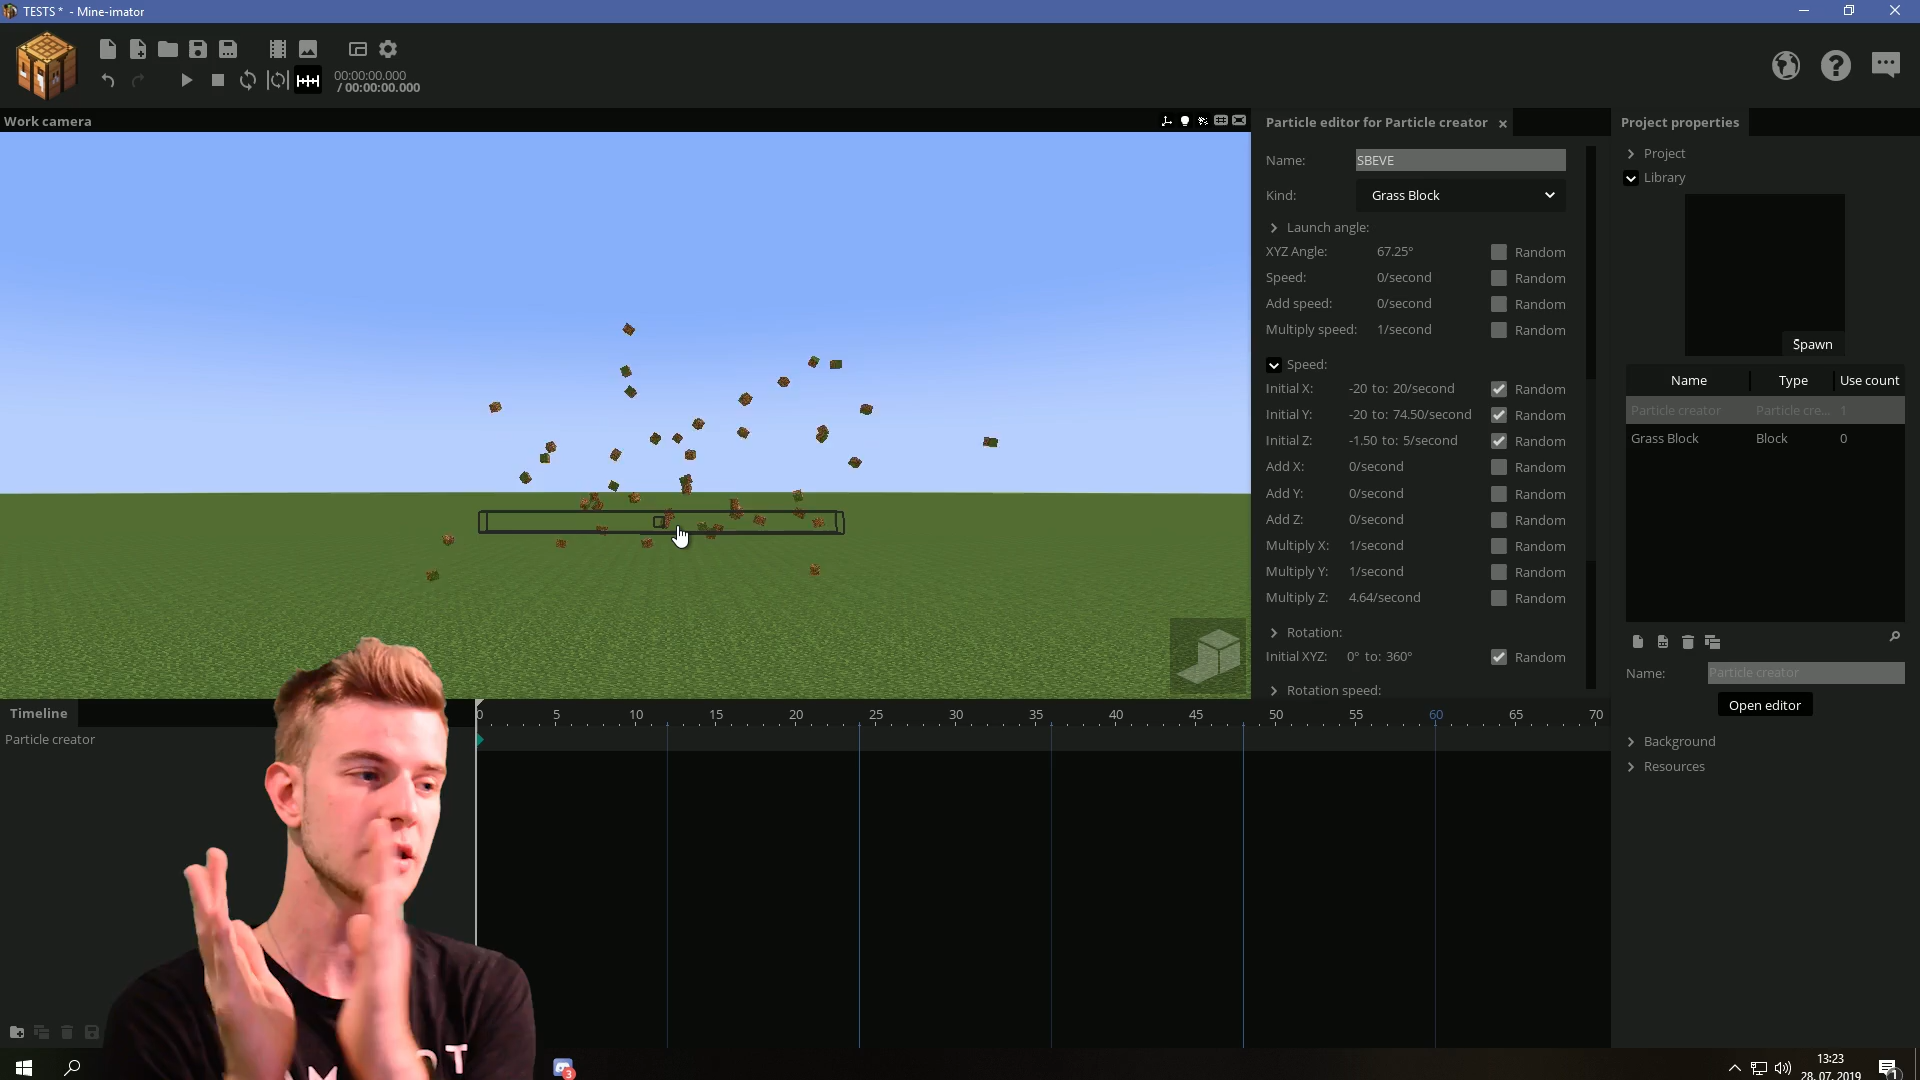 TESTS * - Mine-imator
00:00:00.000
/ 00:00:00.000
Work camera
Particle editor for Particle creator
Name: SBEVE
Kind: Grass Block
Launch angle:
XYZ Angle: 67.25° Random
Speed: 0/second Random
Add speed: 0/second Random
Multiply speed: 1/second Random
Speed:
Initial X: -20 to: 20/second Random
Initial Y: -20 to: 74.50/second Random
Initial Z: -1.50 to: 5/second Random
Add X: 0/second Random
Add Y: 0/second Random
Add Z: 0/second Random
Multiply X: 1/second Random
Multiply Y: 1/second Random
Multiply Z: 4.64/second Random
Rotation:
Initial XYZ: 0° to: 360° Random
Rotation speed:
Project properties
Project
Library
Spawn
Name Type Use count
Particle creator Particle cre... 1
Grass Block Block 0
Name: Particle creator
Open editor
Background
Resources
Timeline
0 5 10 15 20 25 30 35 40 45 50 55 60 65 70
Particle creator
3
13:23
28.07.2019
1